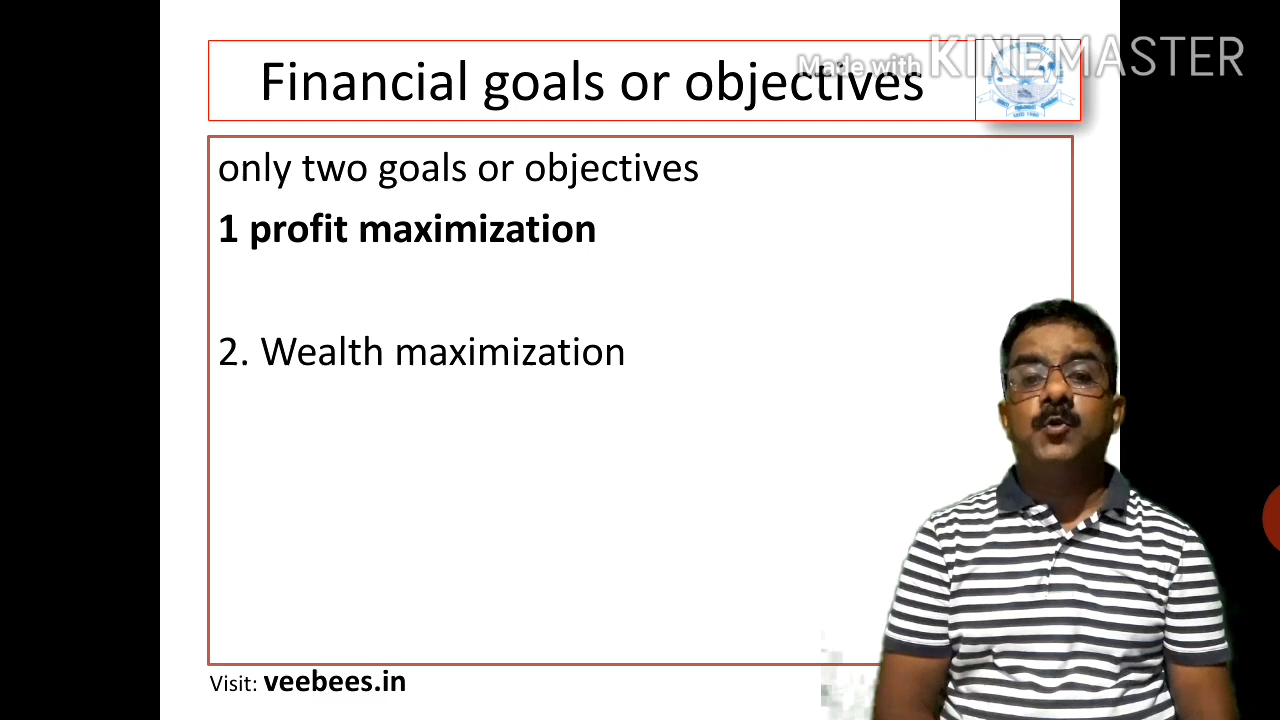 Made with KINEMASTER
Financial goals or objectives
only two goals or objectives
1 profit maximization
2. Wealth maximization
Visit: veebees.in